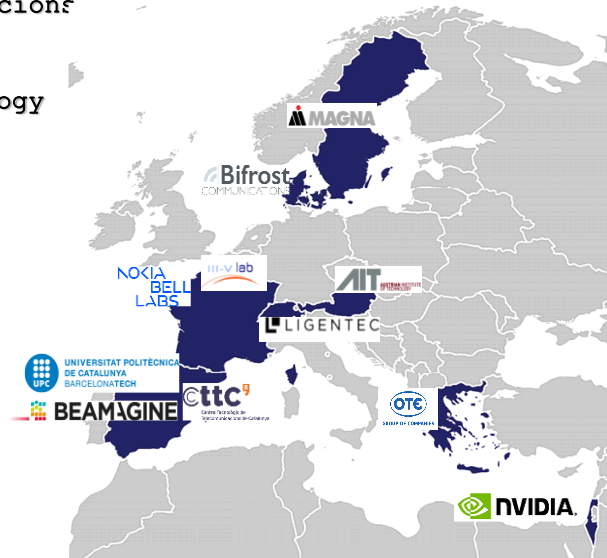 cions
ogy
MAGNA
Bifrost
COMMUNICATIONS
III-V lab
NOKIA
BELL
LABS
AIT
AUSTRIAN INSTITUTE
OF TECHNOLOGY
LIGENTEC
UPC
UNIVERSITAT POLITÈCNICA
DE CATALUNYA
BARCELONATECH
cttc
Centre Tecnològic de
Telecomunicacions de Catalunya
BEAMAGINE
OTE
GROUP OF COMPANIES
NVIDIA.